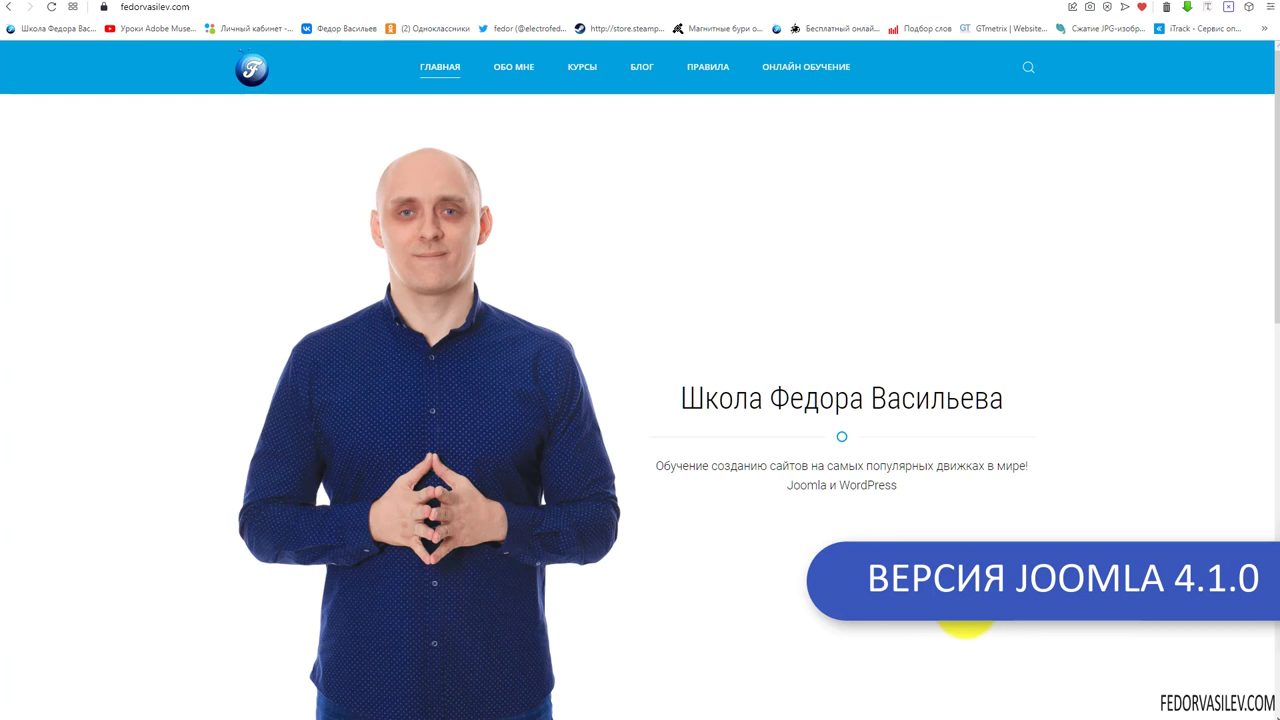 fedorvasilev.com
Школа Федора Вас...
Уроки Adobe Muse...
Личный кабинет -...
Федор Васильев
(2) Одноклассники
fedor (@electrofed...
http://store.steamp...
Магнитные бури о...
Бесплатный онлай...
Подбор слов
GT
GTmetrix | Website...
Сжатие JPG-изобр...
iTrack - Сервис оп...
F
ГЛАВНАЯ
ОБО МНЕ
КУРСЫ
БЛОГ
ПРАВИЛА
ОНЛАЙН ОБУЧЕНИЕ
Школа Федора Васильева
Обучение созданию сайтов на самых популярных движках в мире!
Joomla и WordPress
ВЕРСИЯ JOOMLA 4.1.0
FEDORVASILEV.COM